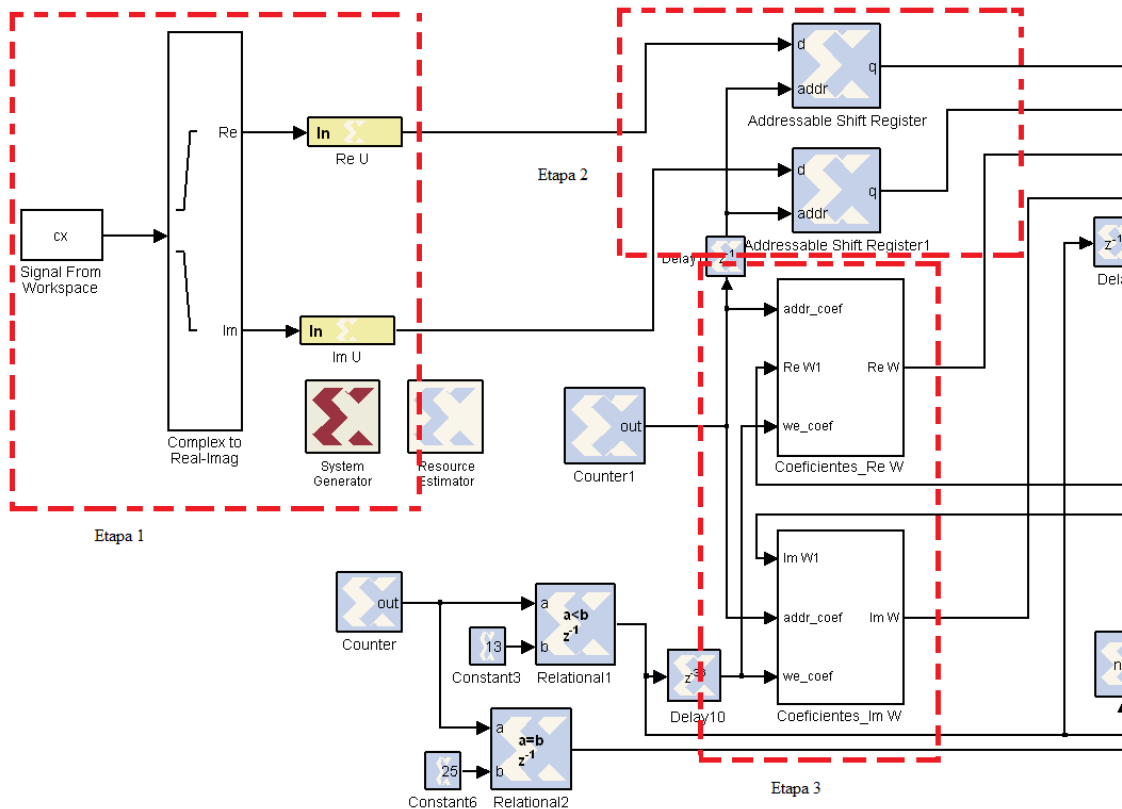 Re
Im
cx
Signal From
Workspace
Complex to
Real-Imag
In
Re U
In
Im U
System
Generator
Resource
Estimator
Etapa 1
Etapa 2
d
addr
q
Addressable Shift Register
d
addr
q
Addressable Shift Register1
z-1
z-1
addr_coef
Re W1
we_coef
Re W
Coeficientes_Re W
out
Counter1
Im W1
addr_coef
we_coef
Im W
Coeficientes_Im W
out
Counter
13
Constant3
a
b
a<b
z-1
Relational1
Delay10
25
Constant6
a
b
a=b
z-1
Relational2
Etapa 3